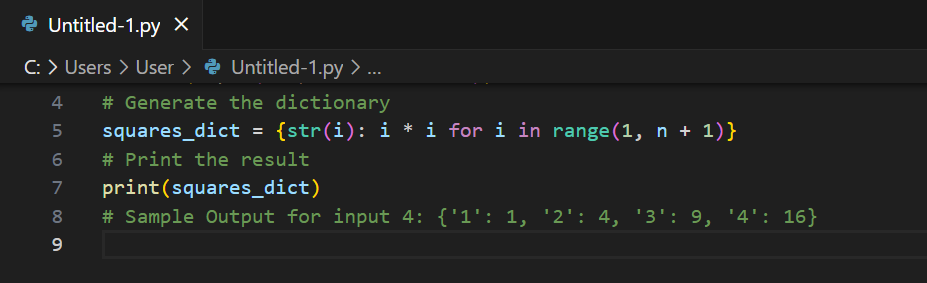 Untitled-1.py ×
C: > Users > User > Untitled-1.py > ...
4 # Generate the dictionary
5 squares_dict = {str(i): i * i for i in range(1, n + 1)}
6 # Print the result
7 print(squares_dict)
8 # Sample Output for input 4: {'1': 1, '2': 4, '3': 9, '4': 16}
9